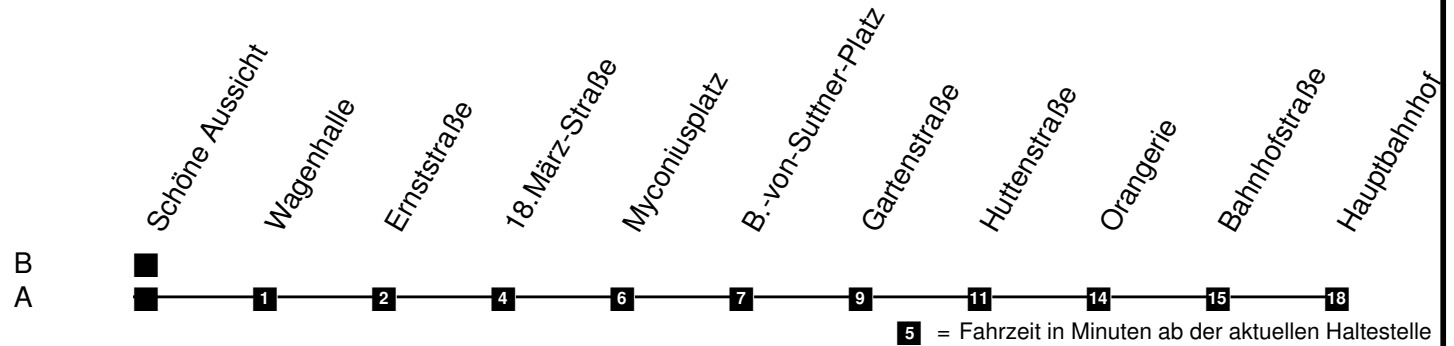 Schöne Aussicht
Wagenhalle
Ernststraße
18.März-Straße
Myconiusplatz
B.-von-Suttner-Platz
Gartenstraße
Huttenstraße
Orangerie
Bahnhofstraße
Hauptbahnhof
B
A 1 2 4 6 7 9 11 14 15 18
5 = Fahrzeit in Minuten ab der aktuellen Haltestelle